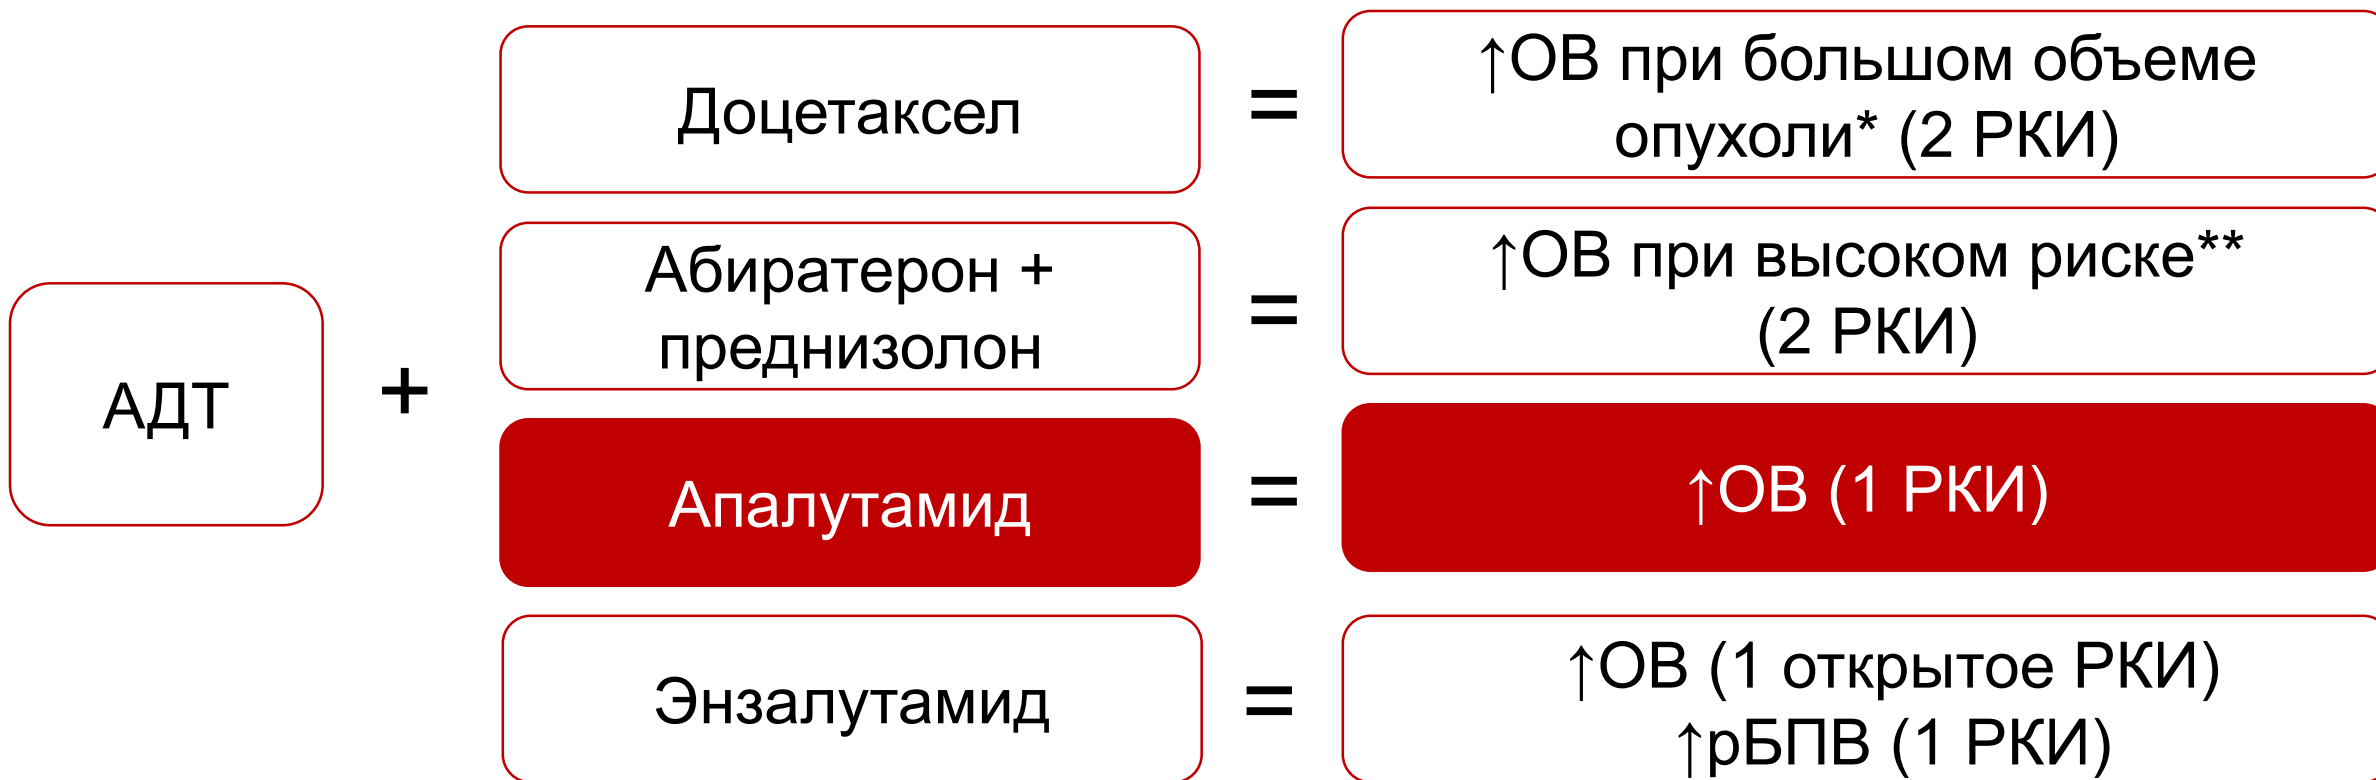 АДТ
+
Доцетаксел
=
↑ОВ при большом объеме
опухоли* (2 РКИ)
Абиратерон +
преднизолон
=
↑ОВ при высоком риске**
(2 РКИ)
Апалутамид
=
↑ОВ (1 РКИ)
Энзалутамид
=
↑ОВ (1 открытое РКИ)
↑рБПВ (1 РКИ)